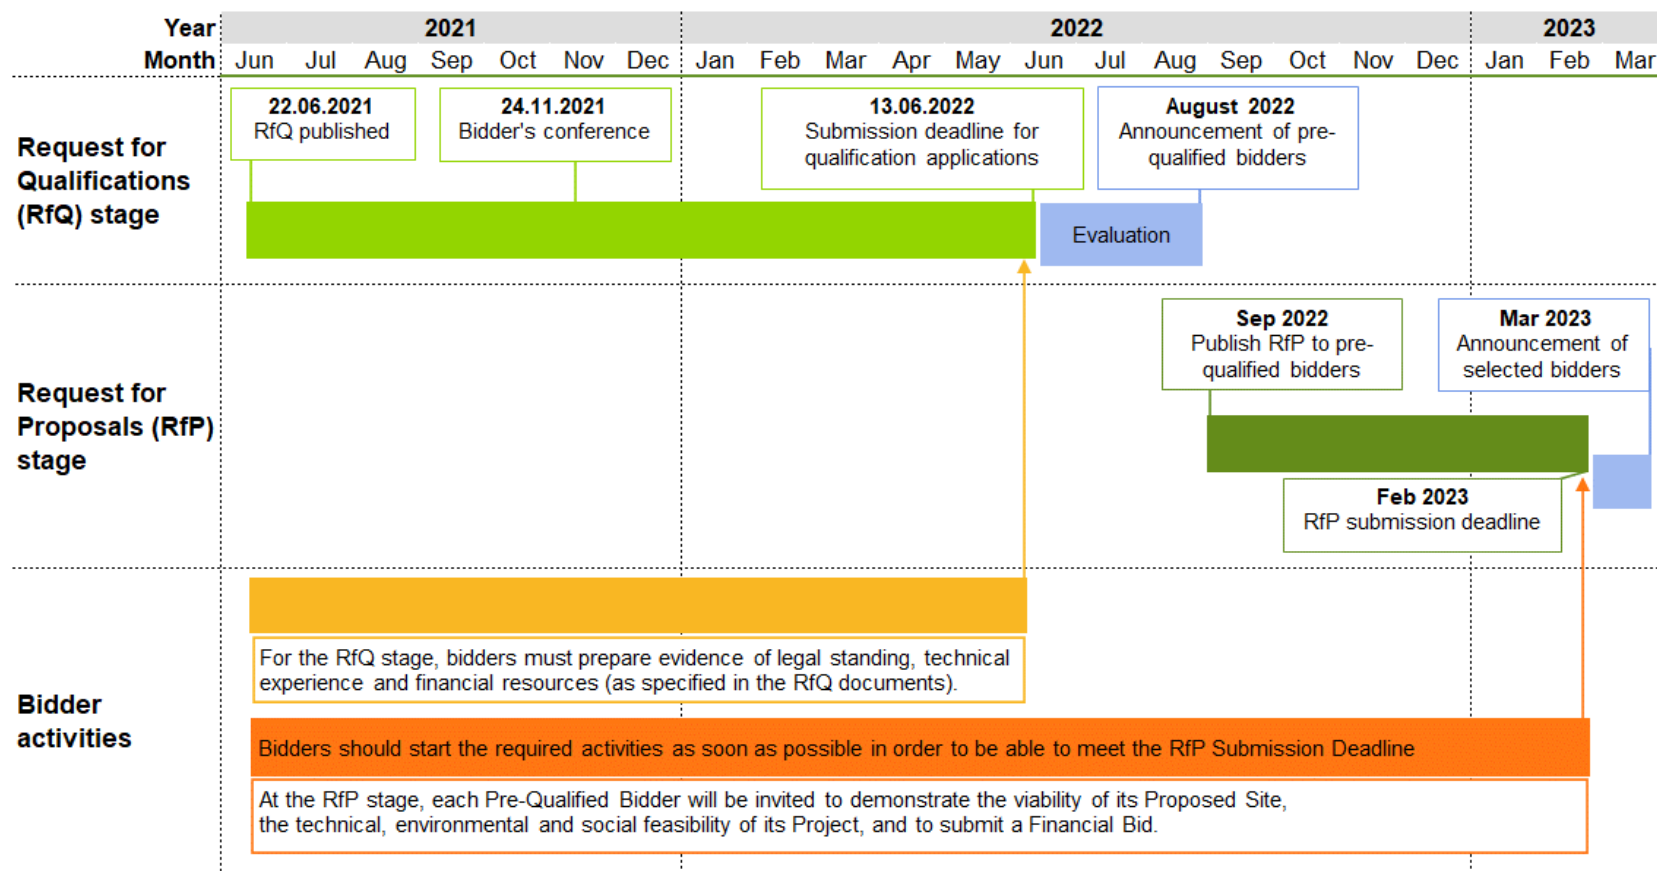 Year 2021 2022 2023
Month Jun Jul Aug Sep Oct Nov Dec Jan Feb Mar Apr May Jun Jul Aug Sep Oct Nov Dec Jan Feb Mar
Request for
Qualifications
(RfQ) stage
22.06.2021
RfQ published
24.11.2021
Bidder's conference
13.06.2022
Submission deadline for
qualification applications
August 2022
Announcement of pre-
qualified bidders
Evaluation
Request for
Proposals (RfP)
stage
Sep 2022
Publish RfP to pre-
qualified bidders
Mar 2023
Announcement of
selected bidders
Feb 2023
RfP submission deadline
Bidder
activities
For the RfQ stage, bidders must prepare evidence of legal standing, technical
experience and financial resources (as specified in the RfQ documents).
Bidders should start the required activities as soon as possible in order to be able to meet the RfP Submission Deadline
At the RfP stage, each Pre-Qualified Bidder will be invited to demonstrate the viability of its Proposed Site,
the technical, environmental and social feasibility of its Project, and to submit a Financial Bid.